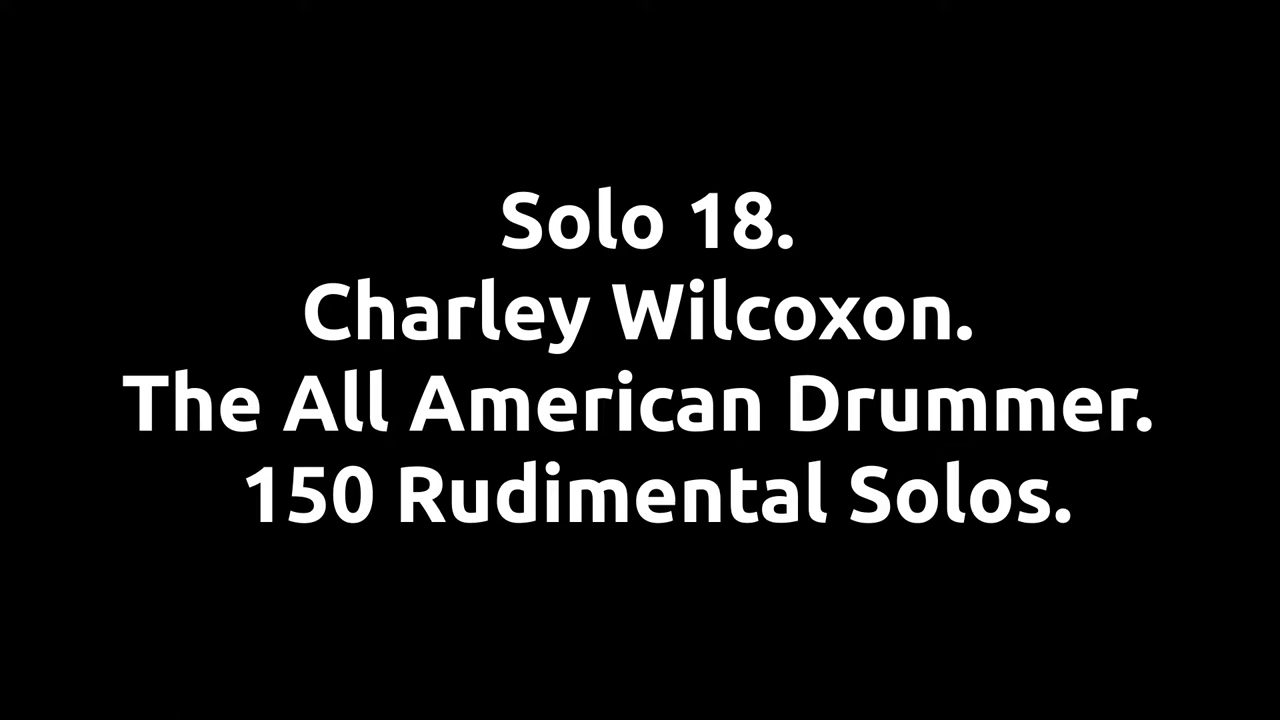 Solo 18.
Charley Wilcoxon.
The All American Drummer.
150 Rudimental Solos.